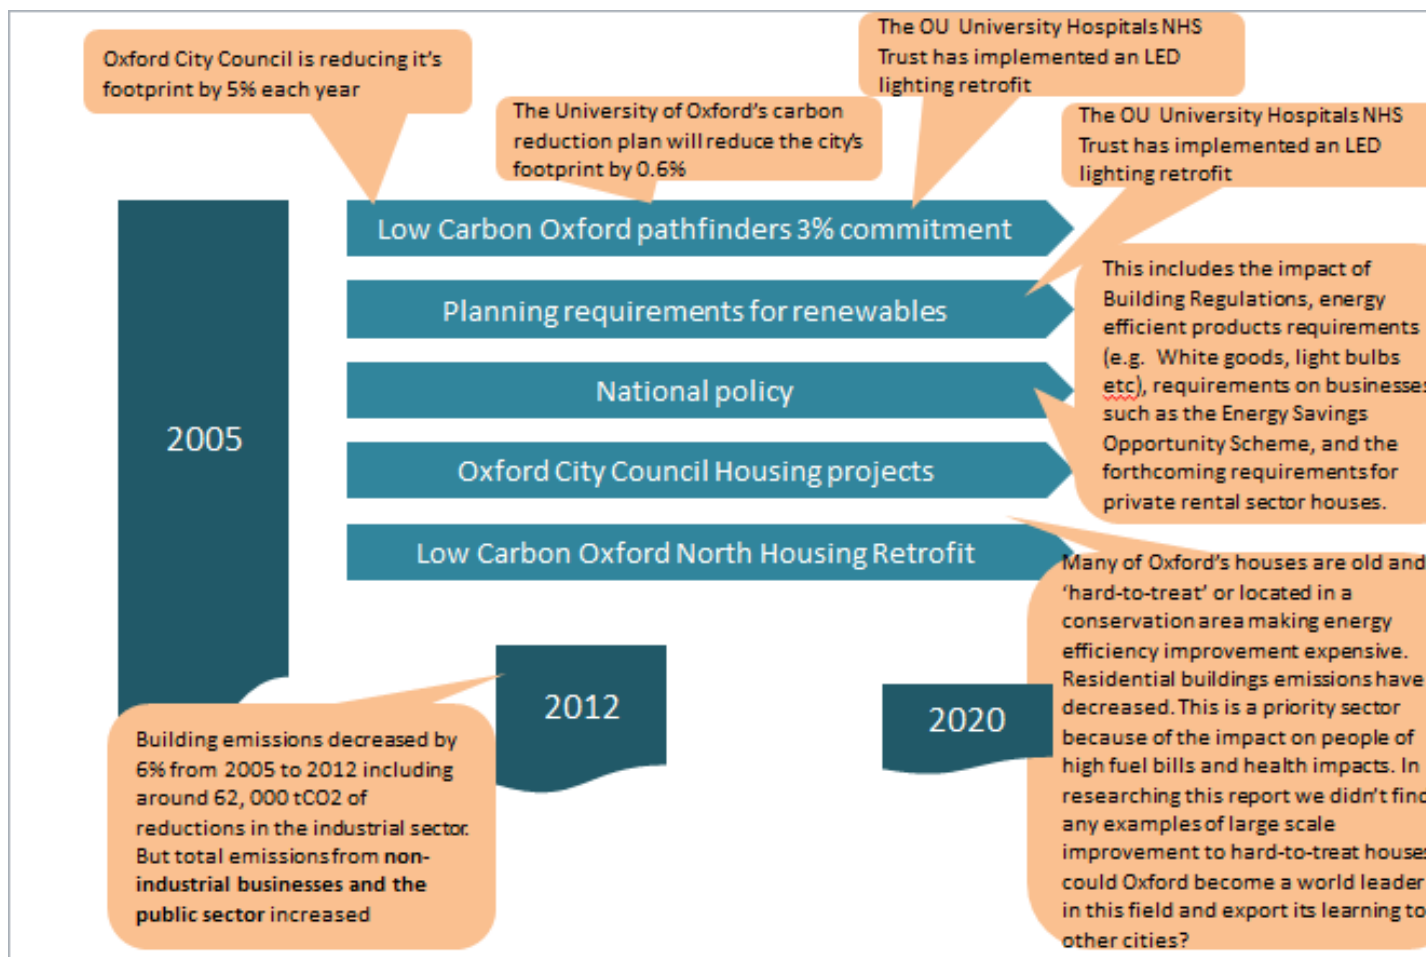 Oxford City Council is reducing it's
footprint by 5% each year
The University of Oxford's carbon
reduction plan will reduce the city's
footprint by 0.6%
The OU University Hospitals NHS
Trust has implemented an LED
lighting retrofit
The OU University Hospitals NHS
Trust has implemented an LED
lighting retrofit
2005
Low Carbon Oxford pathfinders 3% commitment
Planning requirements for renewables
National policy
Oxford City Council Housing projects
Low Carbon Oxford North Housing Retrofit
This includes the impact of
Building Regulations, energy
efficient products requirements
(e.g. White goods, light bulbs
etc), requirements on businesses
such as the Energy Savings
Opportunity Scheme, and the
forthcoming requirements for
private rental sector houses.
2012
2020
Building emissions decreased by
6% from 2005 to 2012 including
around 62, 000 tCO2 of
reductions in the industrial sector.
But total emissions from non-
industrial businesses and the
public sector increased
Many of Oxford's houses are old and
'hard-to-treat' or located in a
conservation area making energy
efficiency improvement expensive.
Residential buildings emissions have
decreased. This is a priority sector
because of the impact on people of
high fuel bills and health impacts. In
researching this report we didn't find
any examples of large scale
improvement to hard-to-treat houses
could Oxford become a world leader
in this field and export its learning to
other cities?